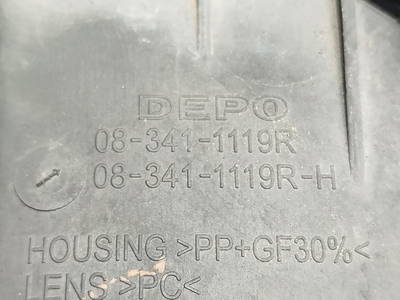 DEPO
08-341-1119R
08-341-1119R-H
HOUSING >PP+GF30%<
LENS >PC<